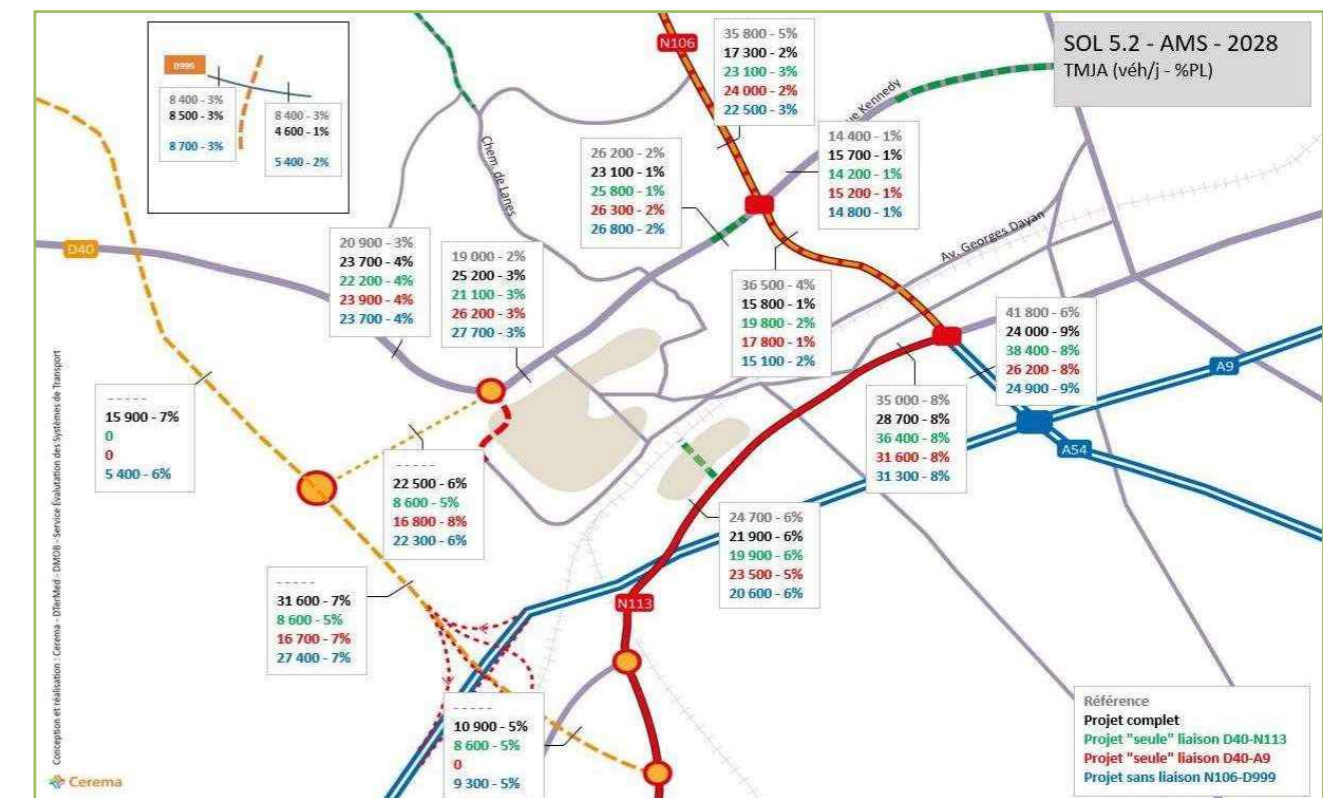 SOL 5.2 - AMS - 2028
TMJA (véh/j - %PL)
D999
8 400 - 3%
8 500 - 3%
8 700 - 3%
8 400 - 3%
4 600 - 1%
5 400 - 2%
N106
35 800 - 5%
17 300 - 2%
23 100 - 3%
24 000 - 2%
22 500 - 3%
Kennedy
14 400 - 1%
15 700 - 1%
14 200 - 1%
15 200 - 1%
14 800 - 1%
26 200 - 2%
23 100 - 1%
25 800 - 1%
26 300 - 2%
26 800 - 2%
Chem. de Lanes
Av. Georges Dayan
D40
20 900 - 3%
23 700 - 4%
22 200 - 4%
23 900 - 4%
23 700 - 4%
19 000 - 2%
25 200 - 3%
21 100 - 3%
26 200 - 3%
27 700 - 3%
36 500 - 4%
15 800 - 1%
19 800 - 2%
17 800 - 1%
15 100 - 2%
41 800 - 6%
24 000 - 9%
38 400 - 8%
26 200 - 8%
24 900 - 9%
A9
A54
35 000 - 8%
28 700 - 8%
36 400 - 8%
31 600 - 8%
31 300 - 8%
-----
15 900 - 7%
0
0
5 400 - 6%
-----
22 500 - 6%
8 600 - 5%
16 800 - 8%
22 300 - 6%
24 700 - 6%
21 900 - 6%
19 900 - 6%
23 500 - 5%
20 600 - 6%
-----
31 600 - 7%
8 600 - 5%
16 700 - 7%
27 400 - 7%
N113
-----
10 900 - 5%
8 600 - 5%
0
9 300 - 5%
Référence
Projet complet
Projet "seule" liaison D40-N113
Projet "seule" liaison D40-A9
Projet sans liaison N106-D999
Conception et réalisation : Cerema - DTerMed - DMOB - Service Evalutation des Systèmes de Transport
Cerema